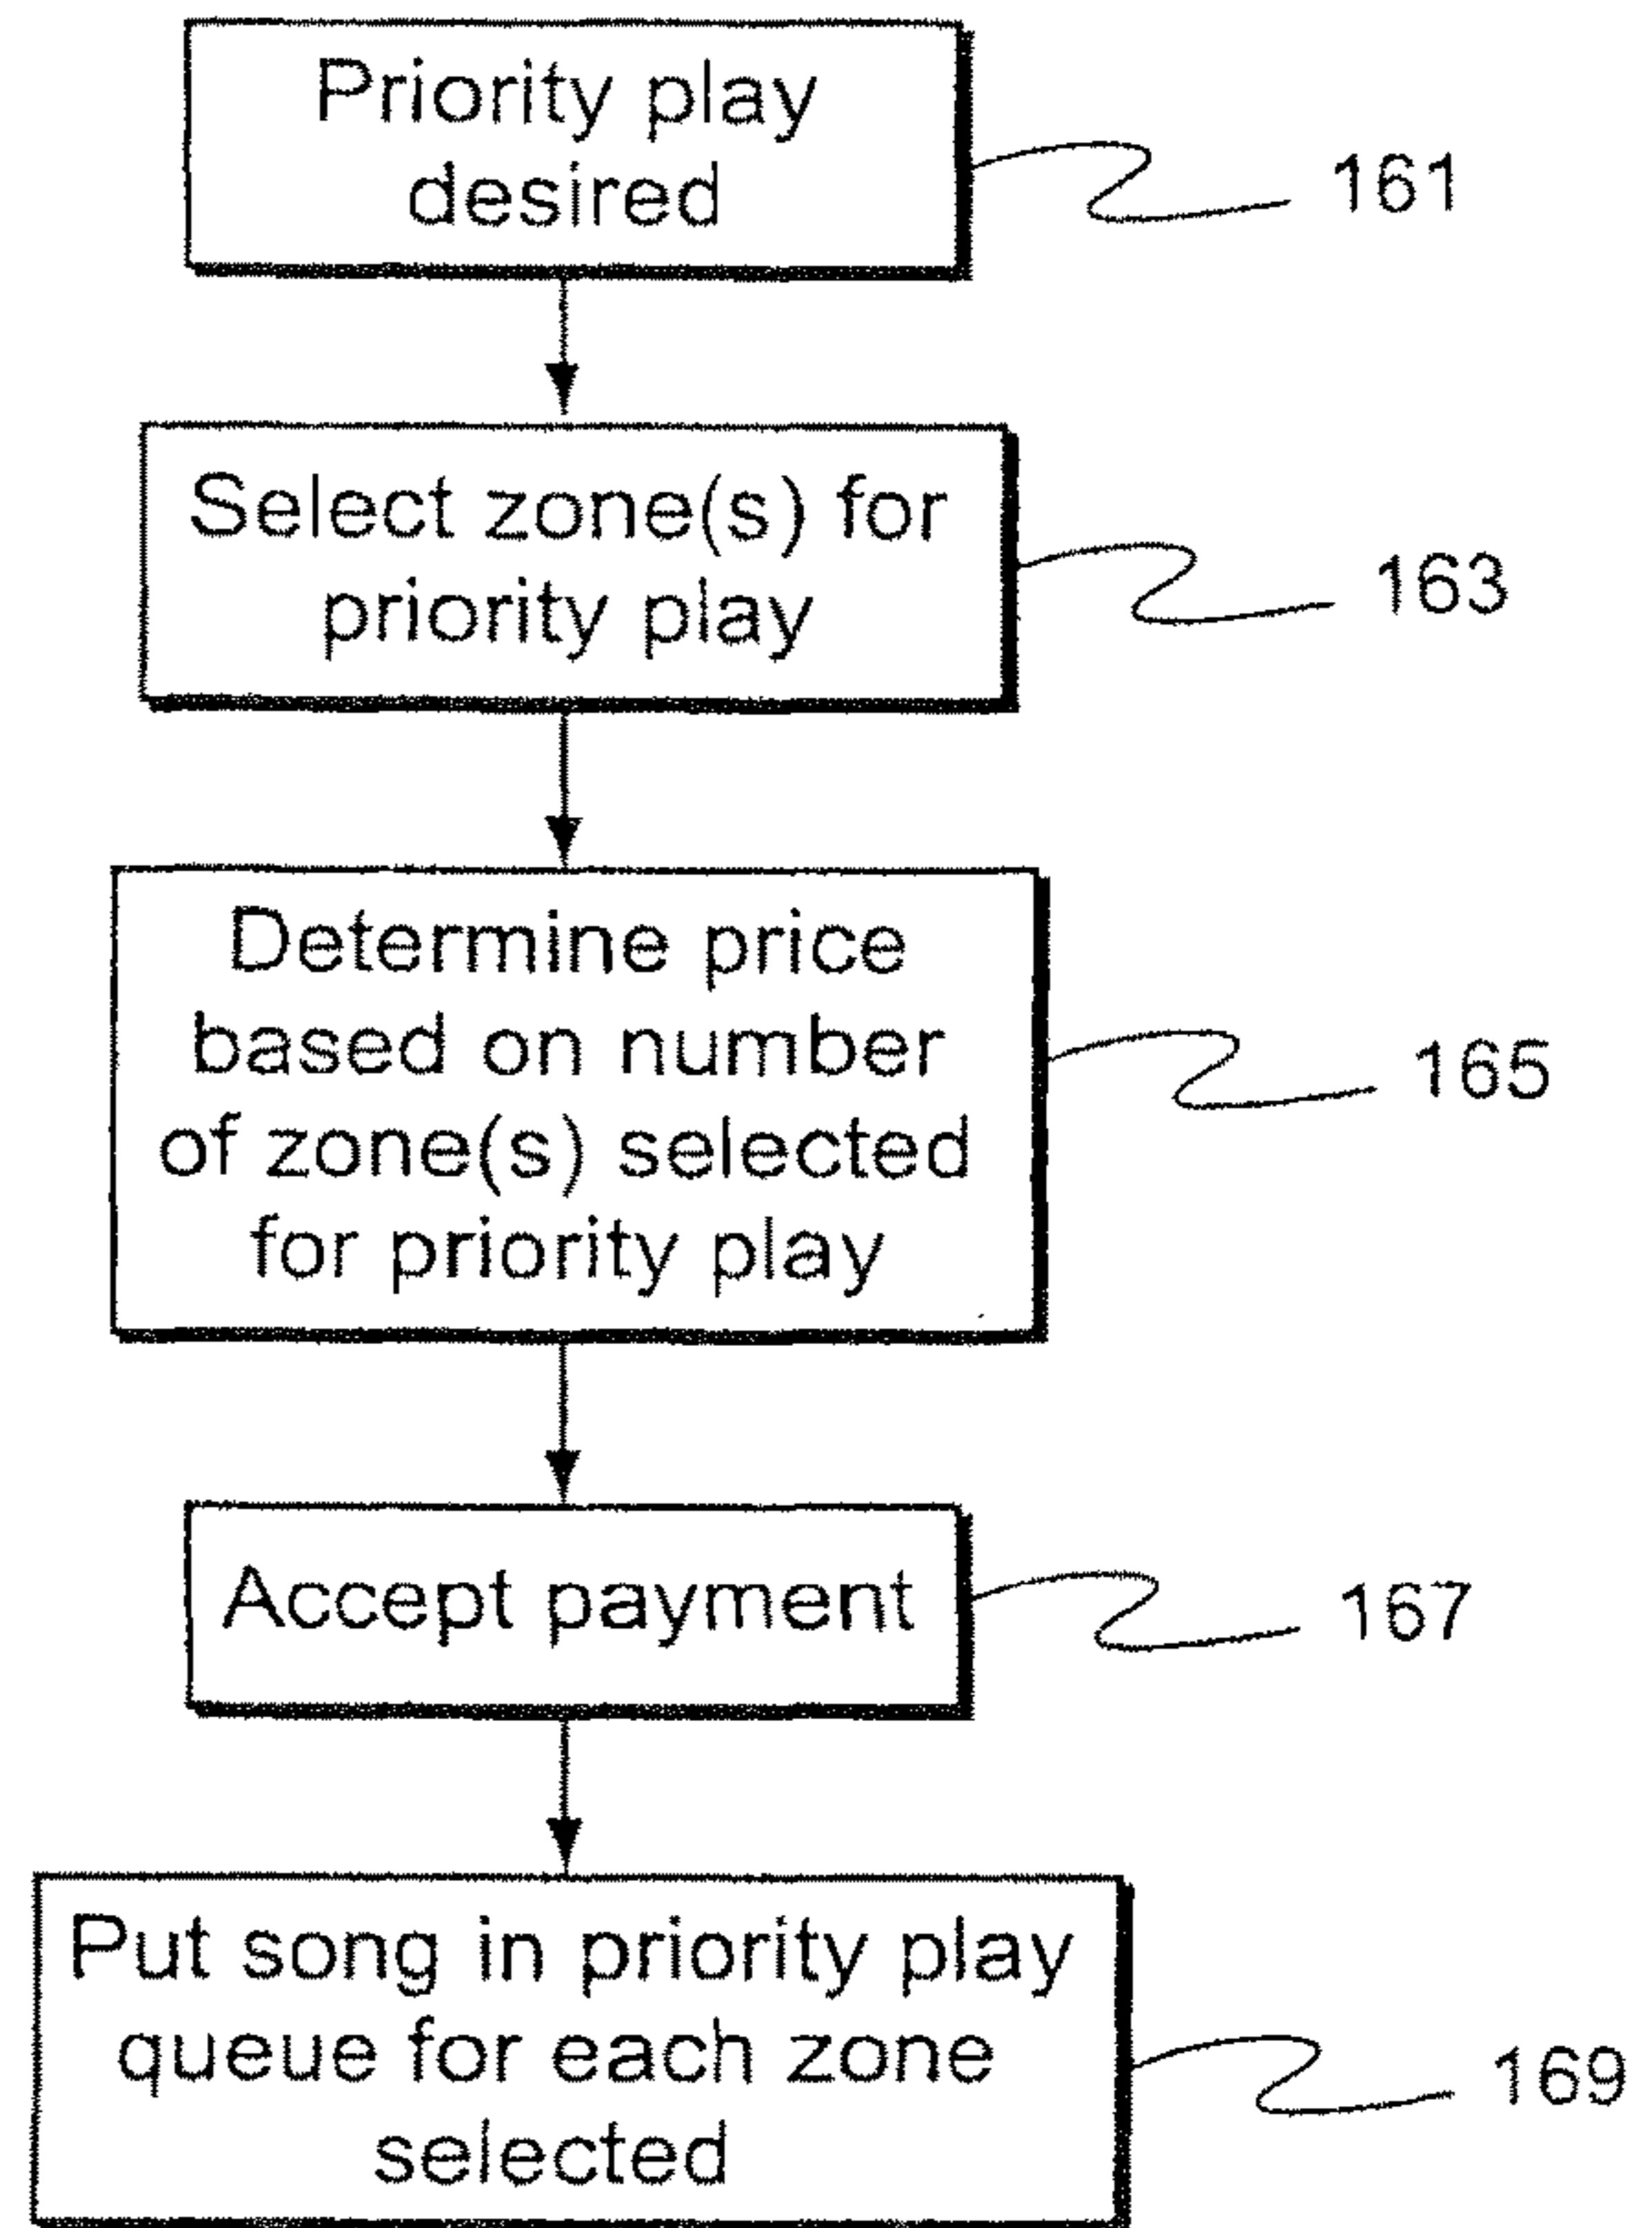 Priority play
desired
161
Select zone(s) for
priority play
163
Determine price
based on number
of zone(s) selected
for priority play
165
Accept payment
167
Put song in priority play
queue for each zone
selected
169